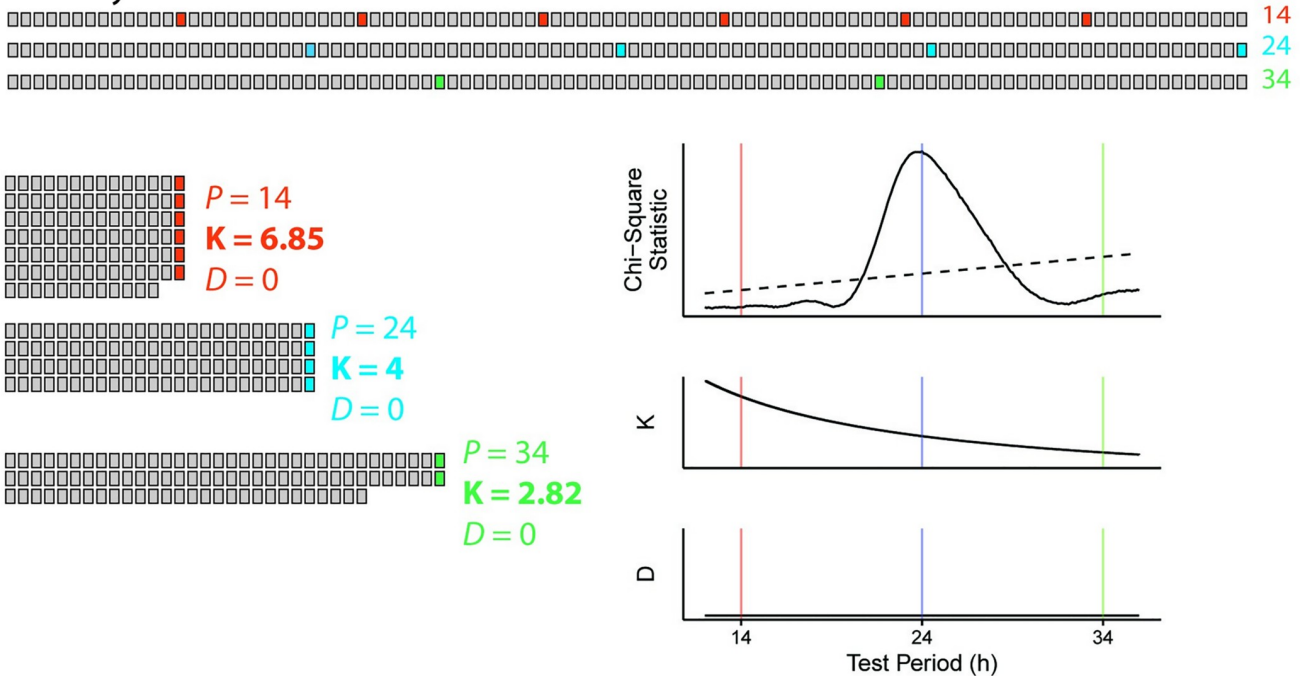 14
24
34
P = 14
K = 6.85
D = 0
P = 24
K = 4
D = 0
P = 34
K = 2.82
D = 0
Chi−Square
Statistic
K
D
14 24 34
Test Period (h)